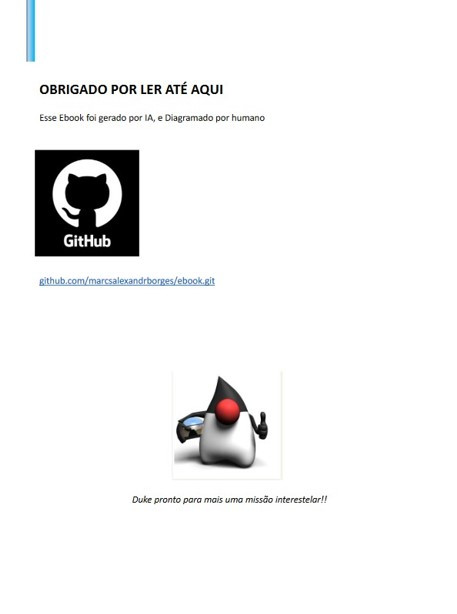 OBRIGADO POR LER ATÉ AQUI
Esse Ebook foi gerado por IA, e Diagramado por humano
GitHub
github.com/marcsalexandrborges/ebook.git
Duke pronto para mais uma missão interestelar!!